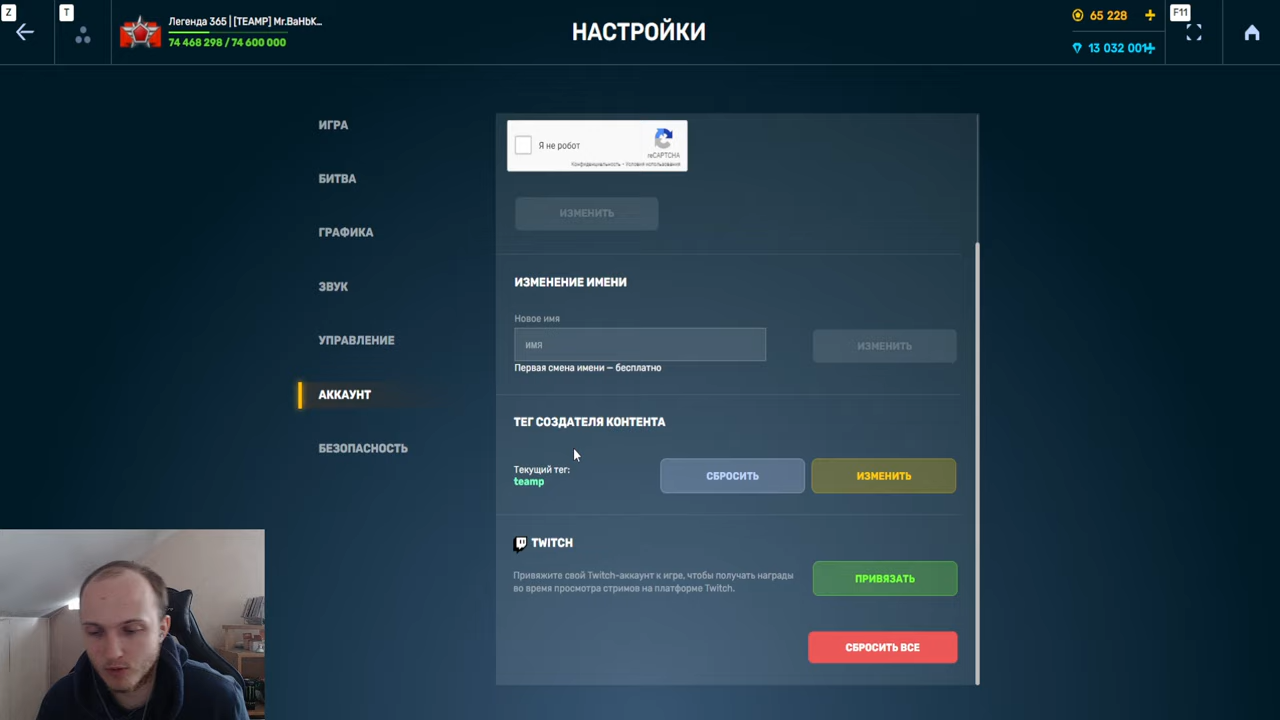 Z
T
Легенда 365 | [TEAMP] Mr.BaHbK...
74 468 298 / 74 600 000
НАСТРОЙКИ
65 228
F11
13 032 001
ИГРА
БИТВА
ГРАФИКА
ЗВУК
УПРАВЛЕНИЕ
АККАУНТ
БЕЗОПАСНОСТЬ
Я не робот
reCAPTCHA
Конфиденциальность - Условия использования
ИЗМЕНИТЬ
ИЗМЕНЕНИЕ ИМЕНИ
Новое имя
имя
ИЗМЕНИТЬ
Первая смена имени — бесплатно
ТЕГ СОЗДАТЕЛЯ КОНТЕНТА
Текущий тег:
teamp
СБРОСИТЬ
ИЗМЕНИТЬ
TWITCH
Привяжите свой Twitch-аккаунт к игре, чтобы получать награды
во время просмотра стримов на платформе Twitch.
ПРИВЯЗАТЬ
СБРОСИТЬ ВСЕ